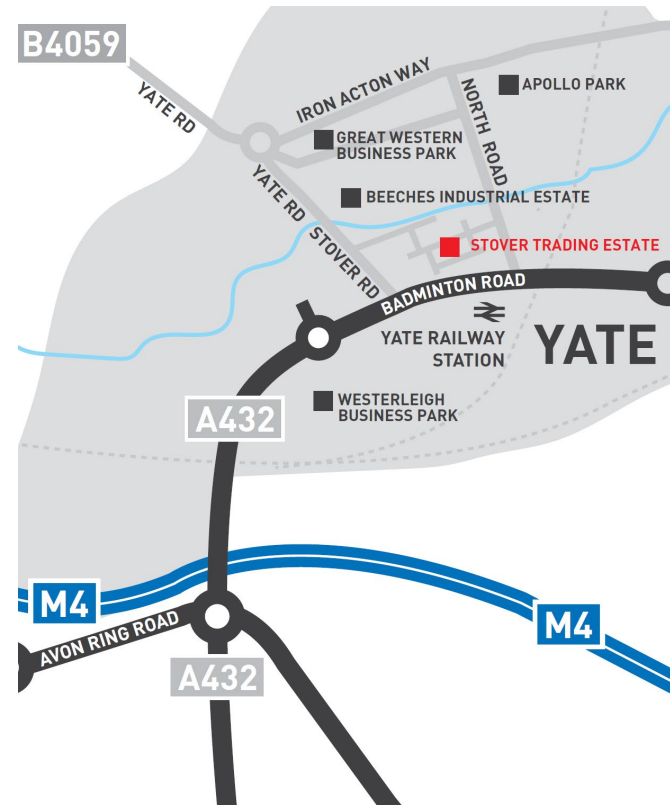 B4059
YATE RD
IRON ACTON WAY
NORTH ROAD
APOLLO PARK
GREAT WESTERN
BUSINESS PARK
YATE RD
BEECHES INDUSTRIAL ESTATE
STOVER RD
STOVER TRADING ESTATE
BADMINTON ROAD
YATE RAILWAY
STATION
YATE
WESTERLEIGH
BUSINESS PARK
A432
M4
M4
AVON RING ROAD
A432